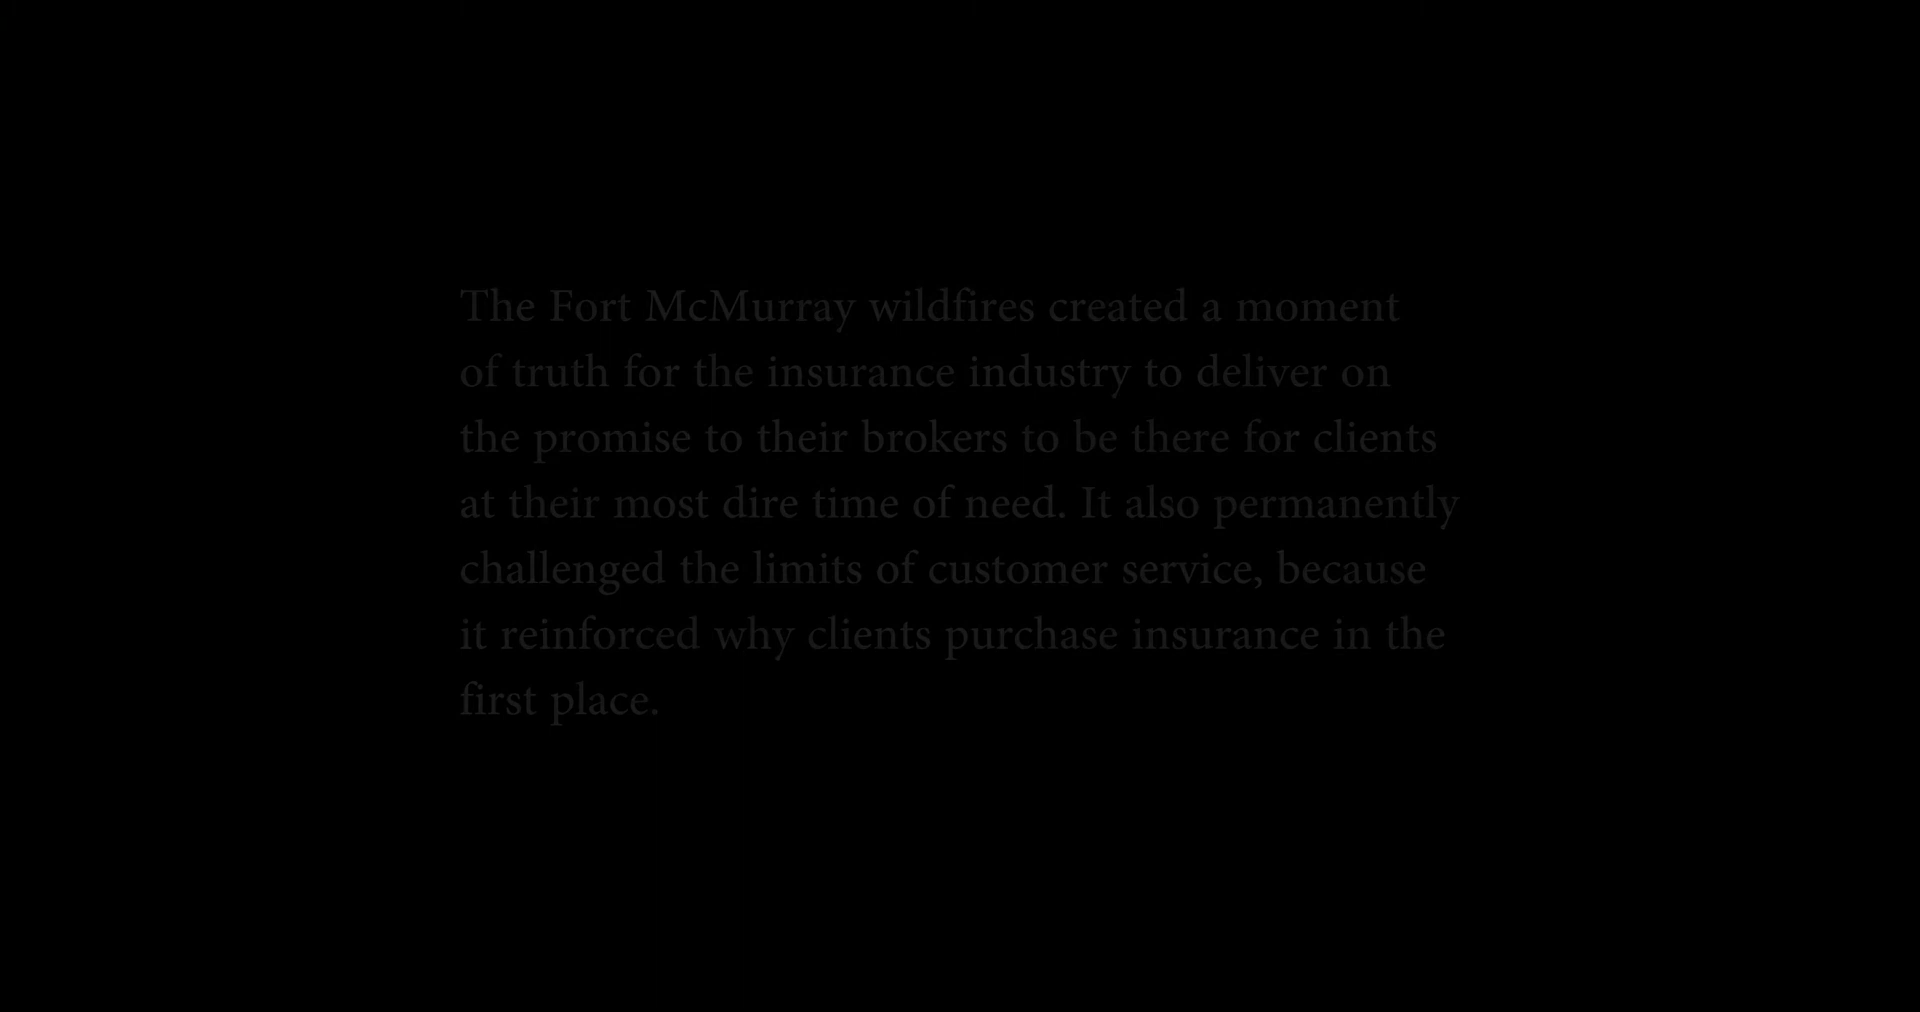 The Fort McMurray wildfires created a moment
of truth for the insurance industry to deliver on
the promise to their brokers to be there for clients
at their most dire time of need. It also permanently
challenged the limits of customer service, because
it reinforced why clients purchase insurance in the
first place.